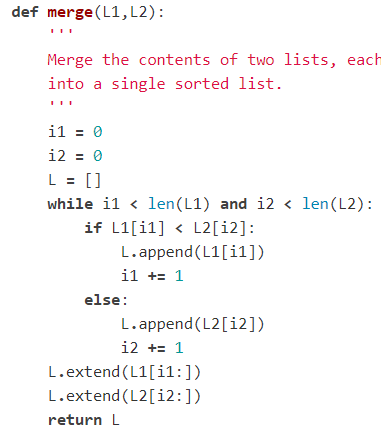 def merge(L1,L2):
    '''
    Merge the contents of two lists, each
    into a single sorted list.
    '''
    i1 = 0
    i2 = 0
    L = []
    while i1 < len(L1) and i2 < len(L2):
        if L1[i1] < L2[i2]:
            L.append(L1[i1])
            i1 += 1
        else:
            L.append(L2[i2])
            i2 += 1
    L.extend(L1[i1:])
    L.extend(L2[i2:])
    return L